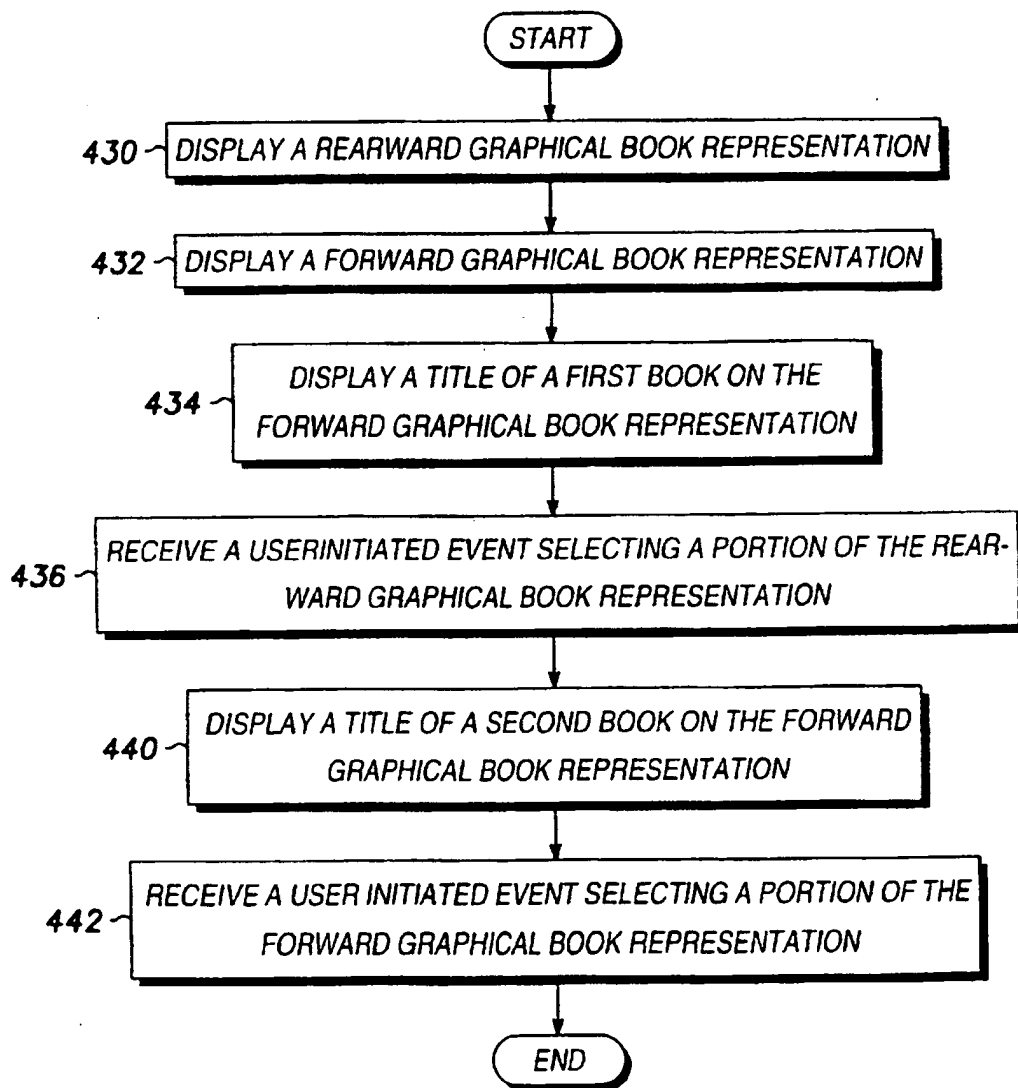 START
430 DISPLAY A REARWARD GRAPHICAL BOOK REPRESENTATION
432 DISPLAY A FORWARD GRAPHICAL BOOK REPRESENTATION
434 DISPLAY A TITLE OF A FIRST BOOK ON THE
FORWARD GRAPHICAL BOOK REPRESENTATION
436 RECEIVE A USERINITIATED EVENT SELECTING A PORTION OF THE REAR-
WARD GRAPHICAL BOOK REPRESENTATION
440 DISPLAY A TITLE OF A SECOND BOOK ON THE FORWARD
GRAPHICAL BOOK REPRESENTATION
442 RECEIVE A USER INITIATED EVENT SELECTING A PORTION OF THE
FORWARD GRAPHICAL BOOK REPRESENTATION
END